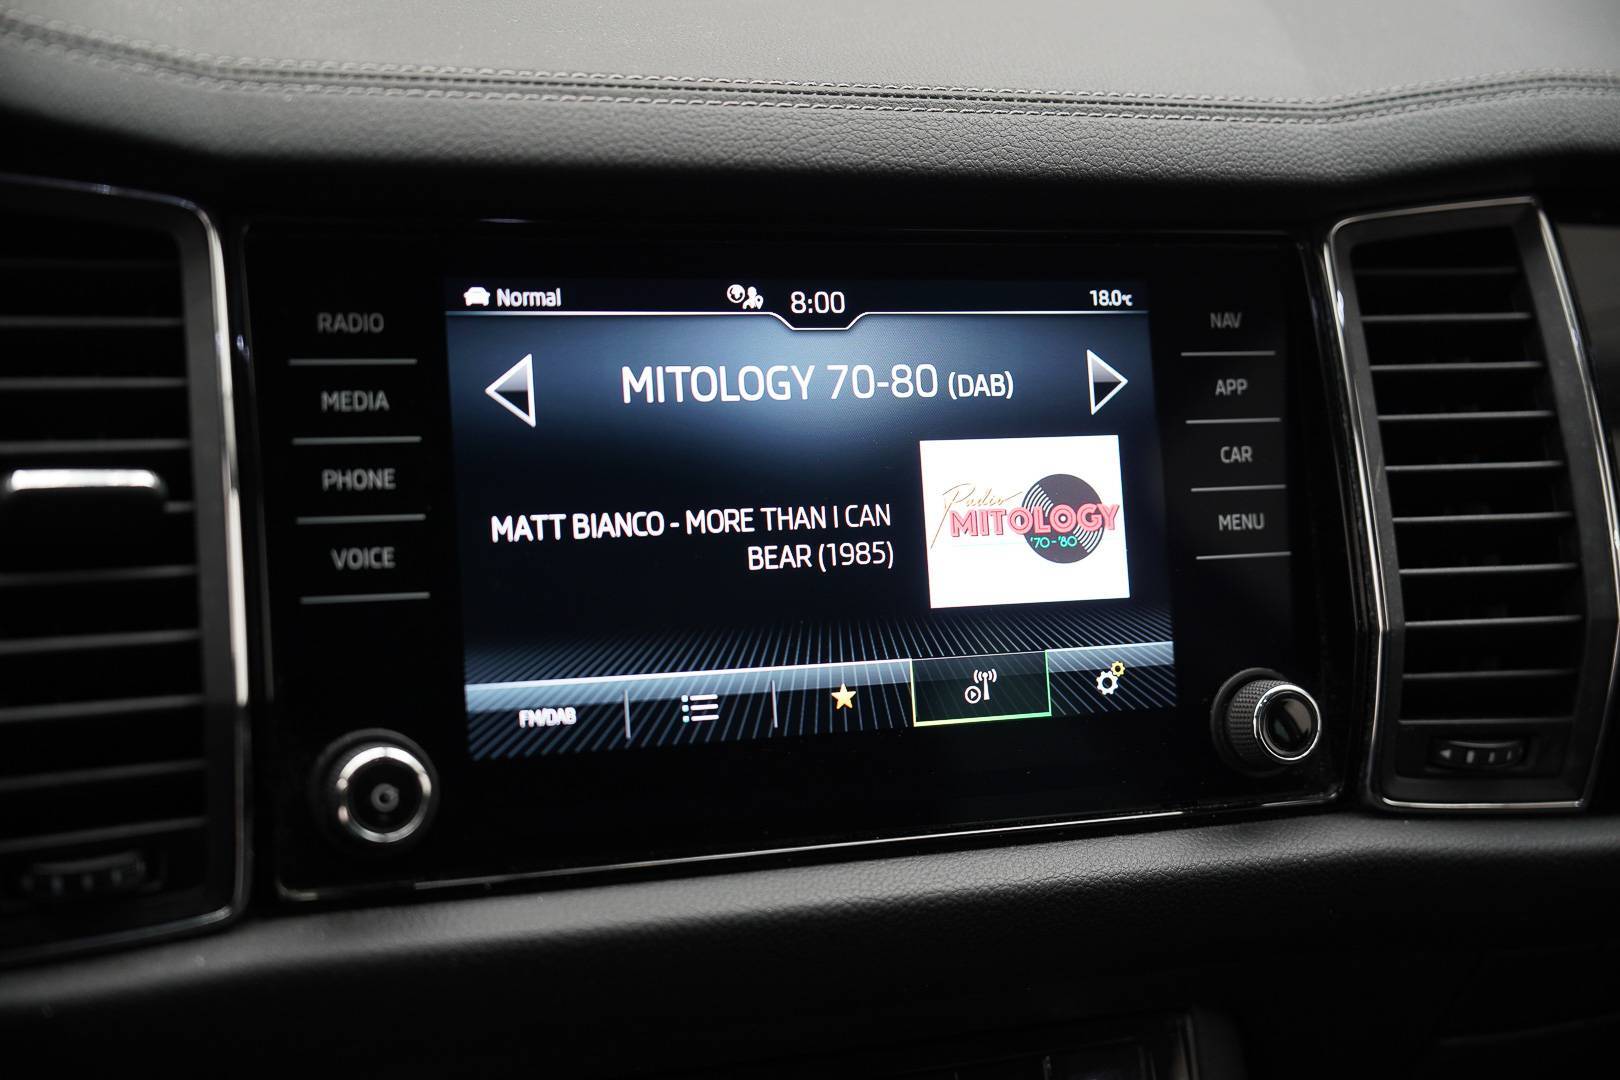 Normal
8:00
18.0°C
RADIO
MEDIA
PHONE
VOICE
MITOLOGY 70-80 (DAB)
MATT BIANCO - MORE THAN I CAN
BEAR (1985)
Radio
MITOLOGY
'70-'80
FM/DAB
NAV
APP
CAR
MENU